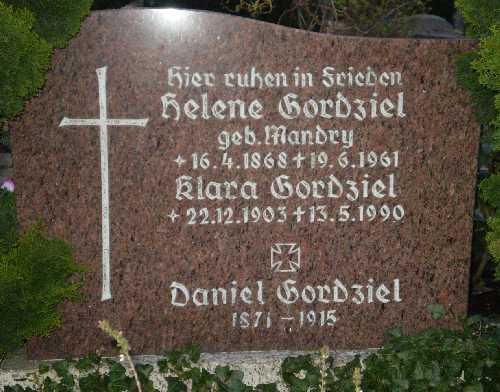 Hier ruhen in Frieden
Helene Gordziel
geb. Mandry
+ 16.4.1868 + 19.6.1961
Klara Gordziel
+ 22.12.1903 + 13.5.1990
Daniel Gordziel
1871 - 1915